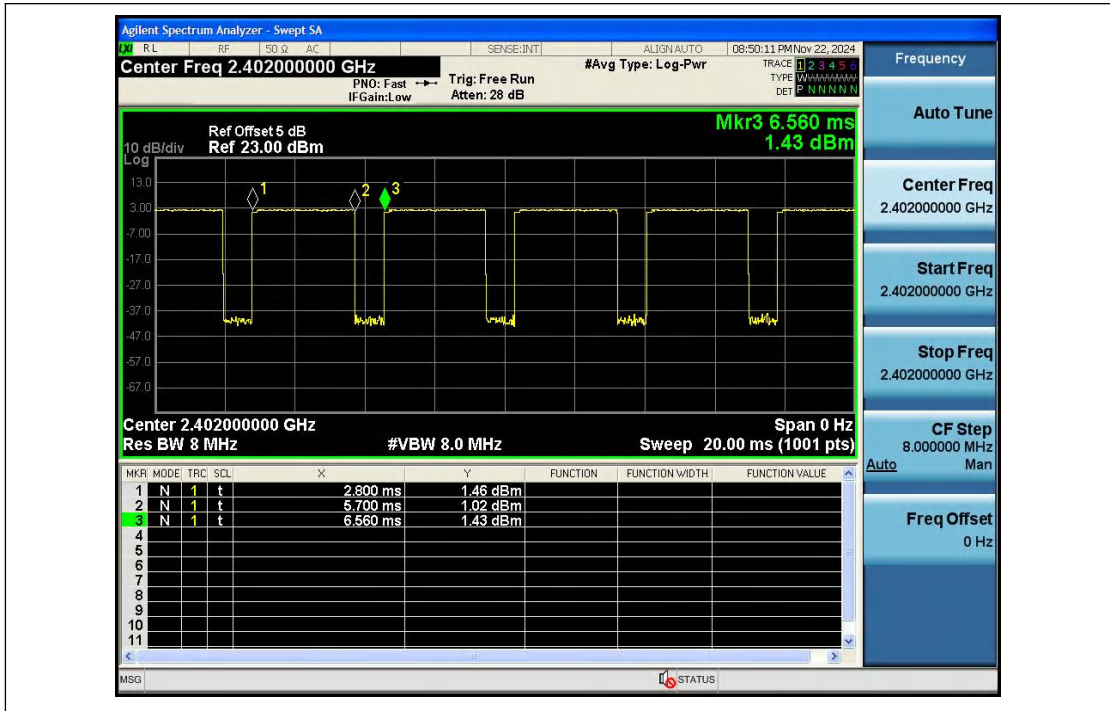 Agilent Spectrum Analyzer - Swept SA
LXI RL RF 50 Ω AC SENSE:INT ALIGN AUTO 08:50:11 PM Nov 22, 2024
Center Freq 2.402000000 GHz
PNO: Fast
IFGain:Low
Trig: Free Run
Atten: 28 dB
#Avg Type: Log-Pwr
TRACE 1 2 3 4 5 6
TYPE
DET P N N N N N
Ref Offset 5 dB
Ref 23.00 dBm
10 dB/div
Log
Mkr3 6.560 ms
1.43 dBm
13.0
3.00
-7.00
-17.0
-27.0
-37.0
-47.0
-57.0
-67.0
1
2
3
Center 2.402000000 GHz Span 0 Hz
Res BW 8 MHz #VBW 8.0 MHz Sweep 20.00 ms (1001 pts)
MKR MODE TRC SCL X Y FUNCTION FUNCTION WIDTH FUNCTION VALUE
1 N 1 t 2.800 ms 1.46 dBm
2 N 1 t 5.700 ms 1.02 dBm
3 N 1 t 6.560 ms 1.43 dBm
4
5
6
7
8
9
10
11
MSG STATUS
Frequency
Auto Tune
Center Freq
2.402000000 GHz
Start Freq
2.402000000 GHz
Stop Freq
2.402000000 GHz
CF Step
8.000000 MHz
Auto Man
Freq Offset
0 Hz